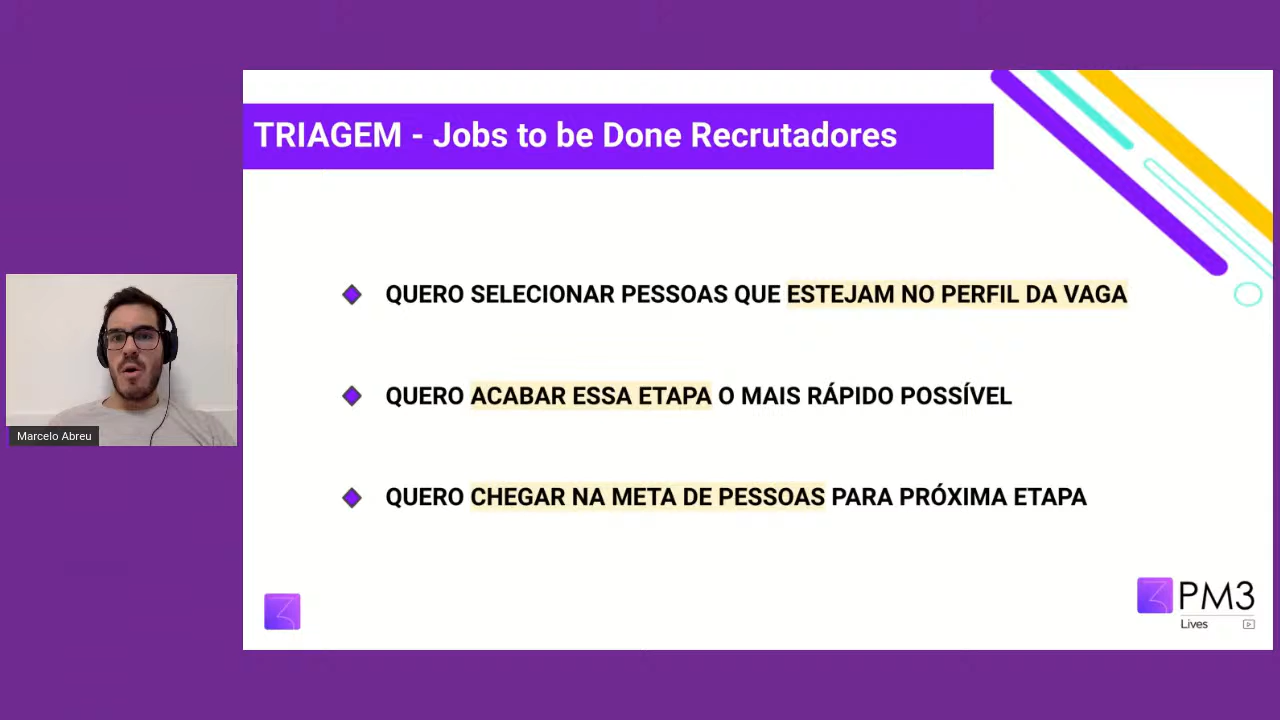 TRIAGEM - Jobs to be Done Recrutadores
QUERO SELECIONAR PESSOAS QUE ESTEJAM NO PERFIL DA VAGA
QUERO ACABAR ESSA ETAPA O MAIS RÁPIDO POSSÍVEL
QUERO CHEGAR NA META DE PESSOAS PARA PRÓXIMA ETAPA
Marcelo Abreu
PM3
Lives